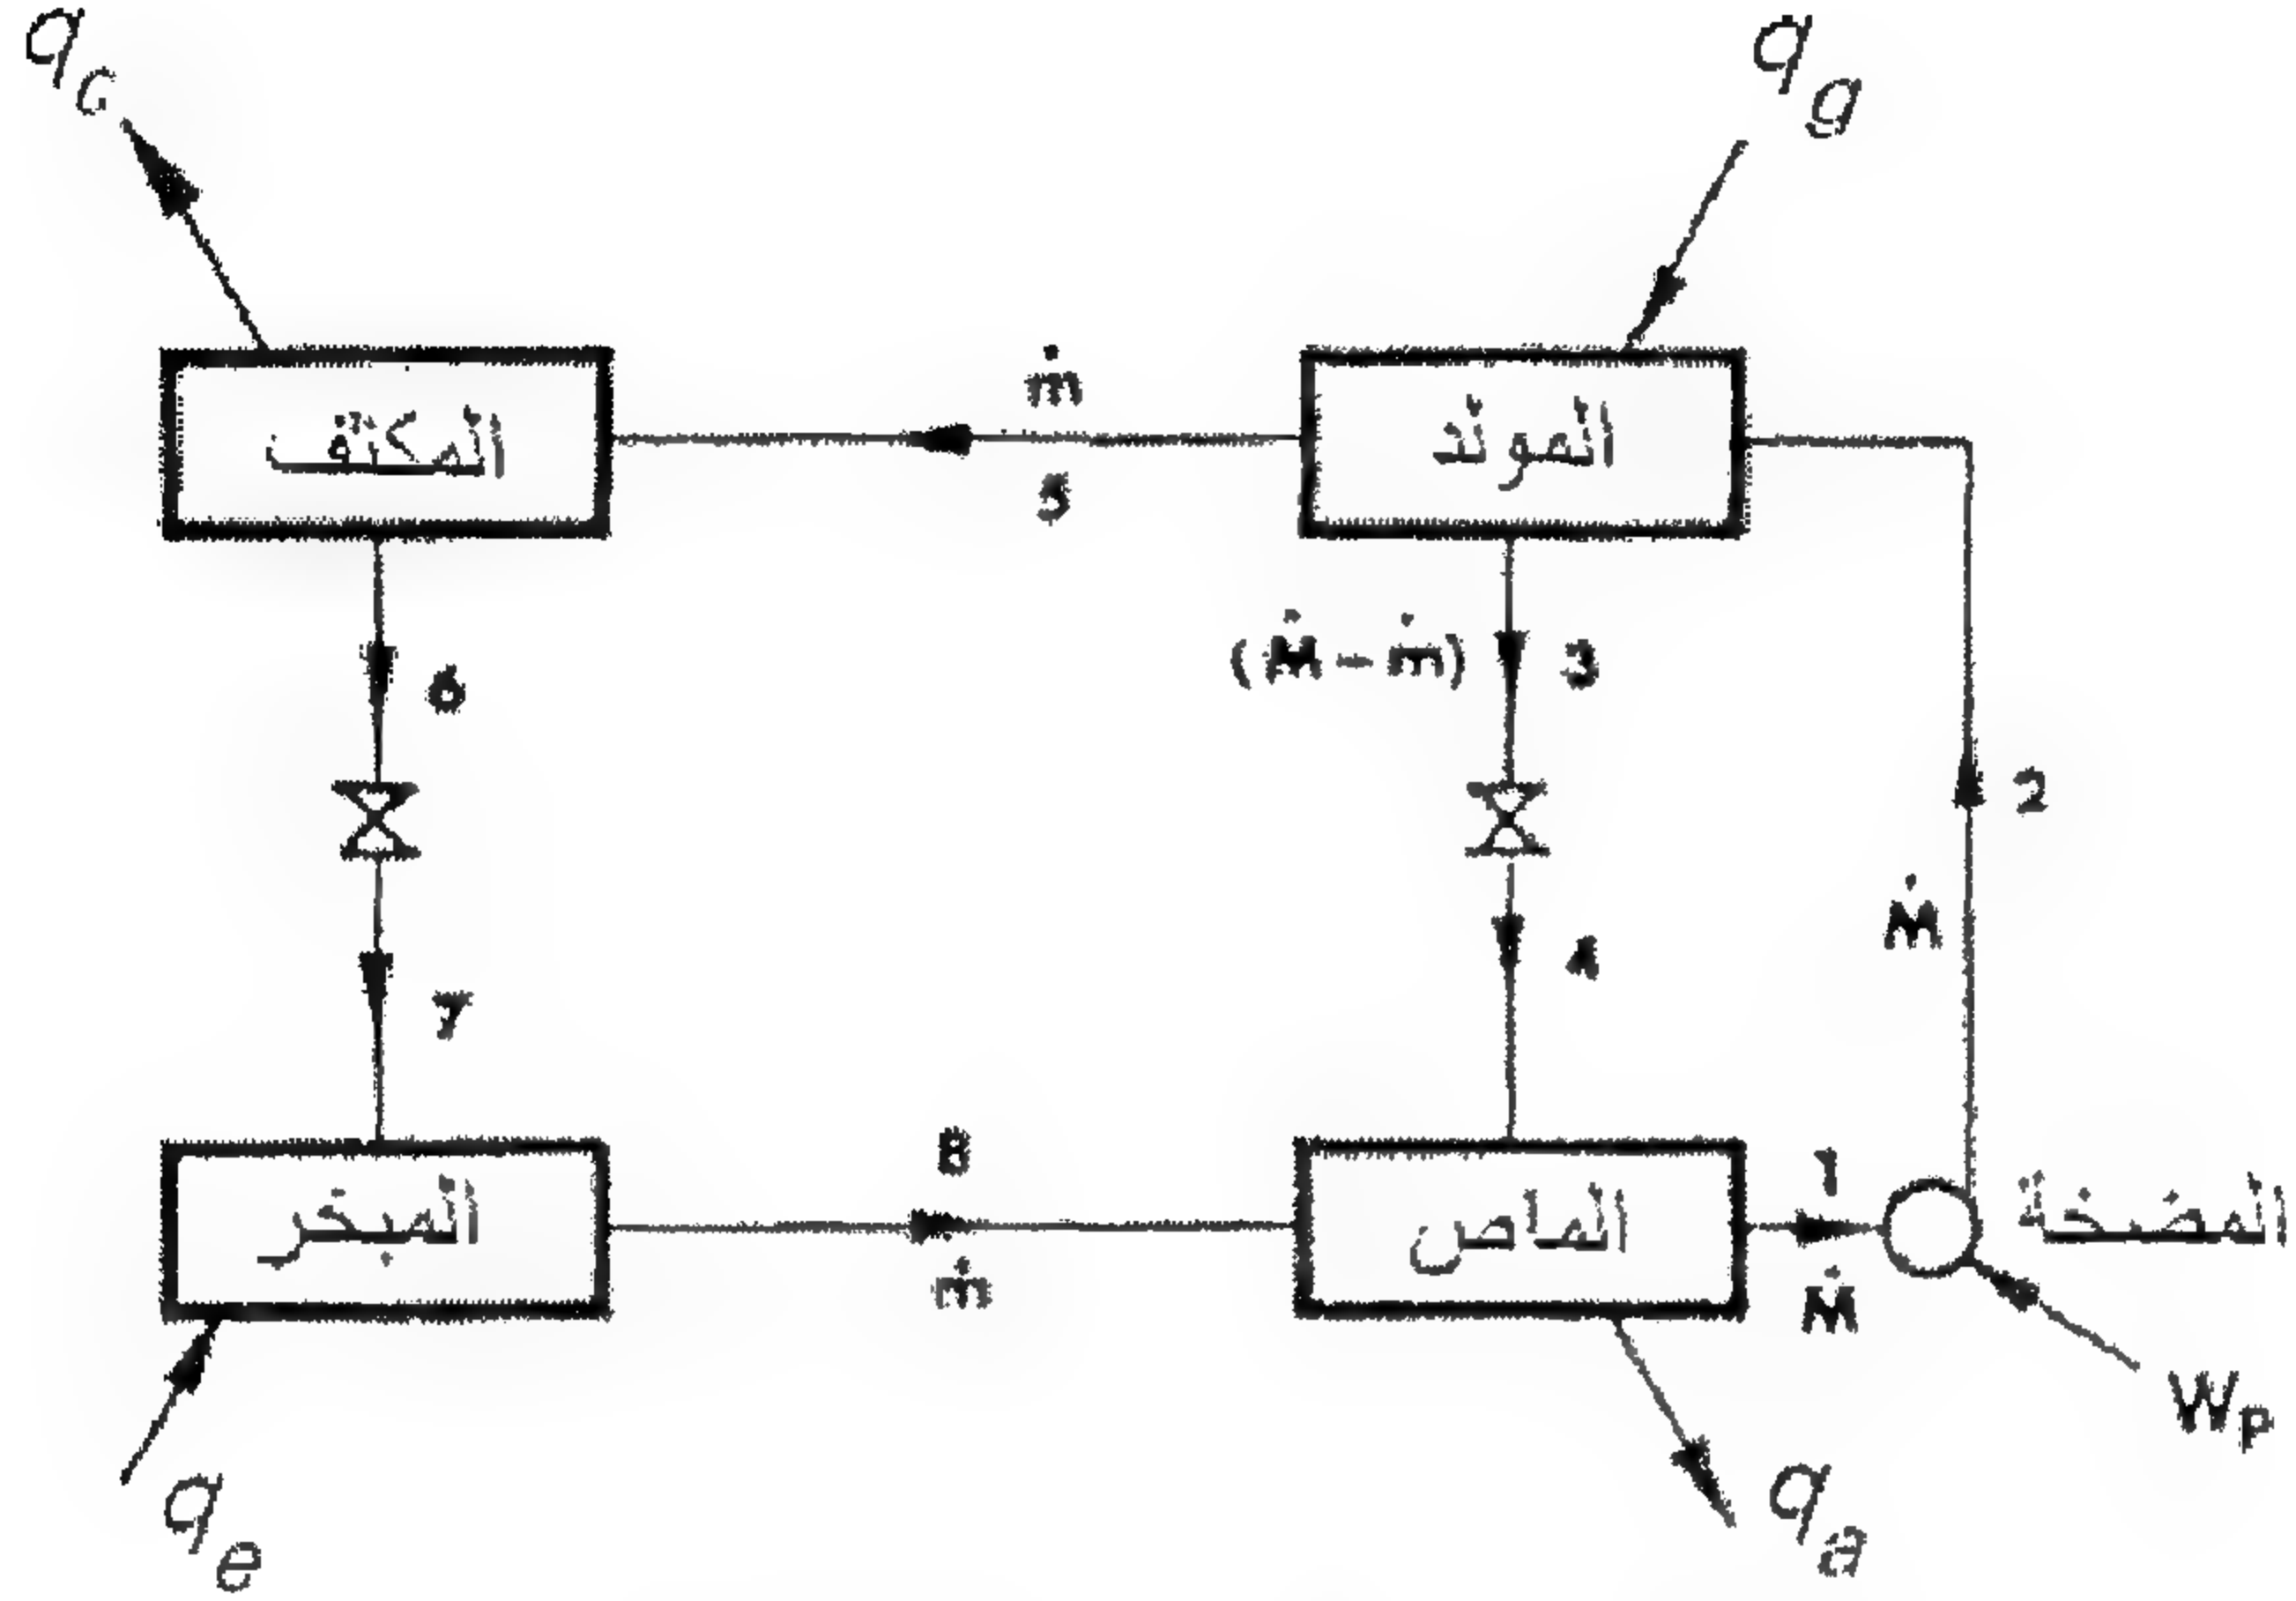 q_c
q_g
المكثف
ṁ
5
المولد
6
(Ṁ - ṁ)
3
2
Ṁ
7
4
المبخر
8
ṁ
الماص
1
Ṁ
المضخة
W_P
q_e
q_a